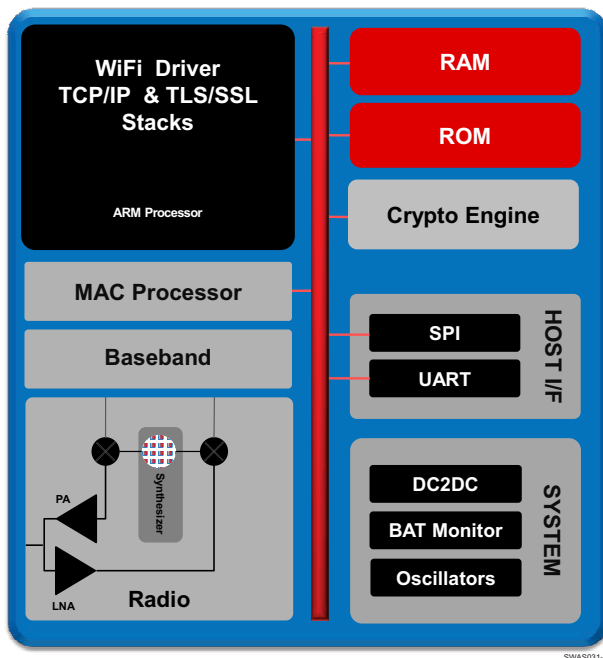 WiFi Driver
TCP/IP & TLS/SSL
Stacks
ARM Processor
MAC Processor
Baseband
Synthesizer
PA
LNA
Radio
RAM
ROM
Crypto Engine
SPI
UART
HOST I/F
DC2DC
BAT Monitor
Oscillators
SYSTEM